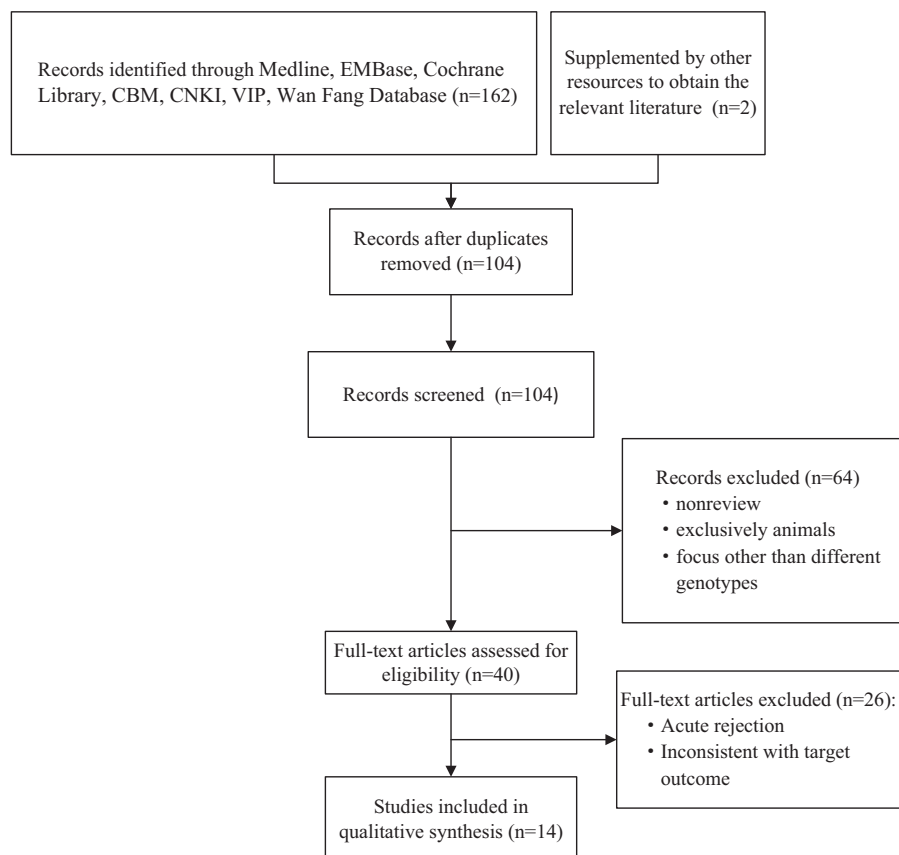 Records identified through Medline, EMBase, Cochrane
Library, CBM, CNKI, VIP, Wan Fang Database (n=162)
Supplemented by other
resources to obtain the
relevant literature (n=2)
Records after duplicates
removed (n=104)
Records screened (n=104)
Records excluded (n=64)
• nonreview
• exclusively animals
• focus other than different
genotypes
Full-text articles assessed for
eligibility (n=40)
Full-text articles excluded (n=26):
• Acute rejection
• Inconsistent with target
outcome
Studies included in
qualitative synthesis (n=14)